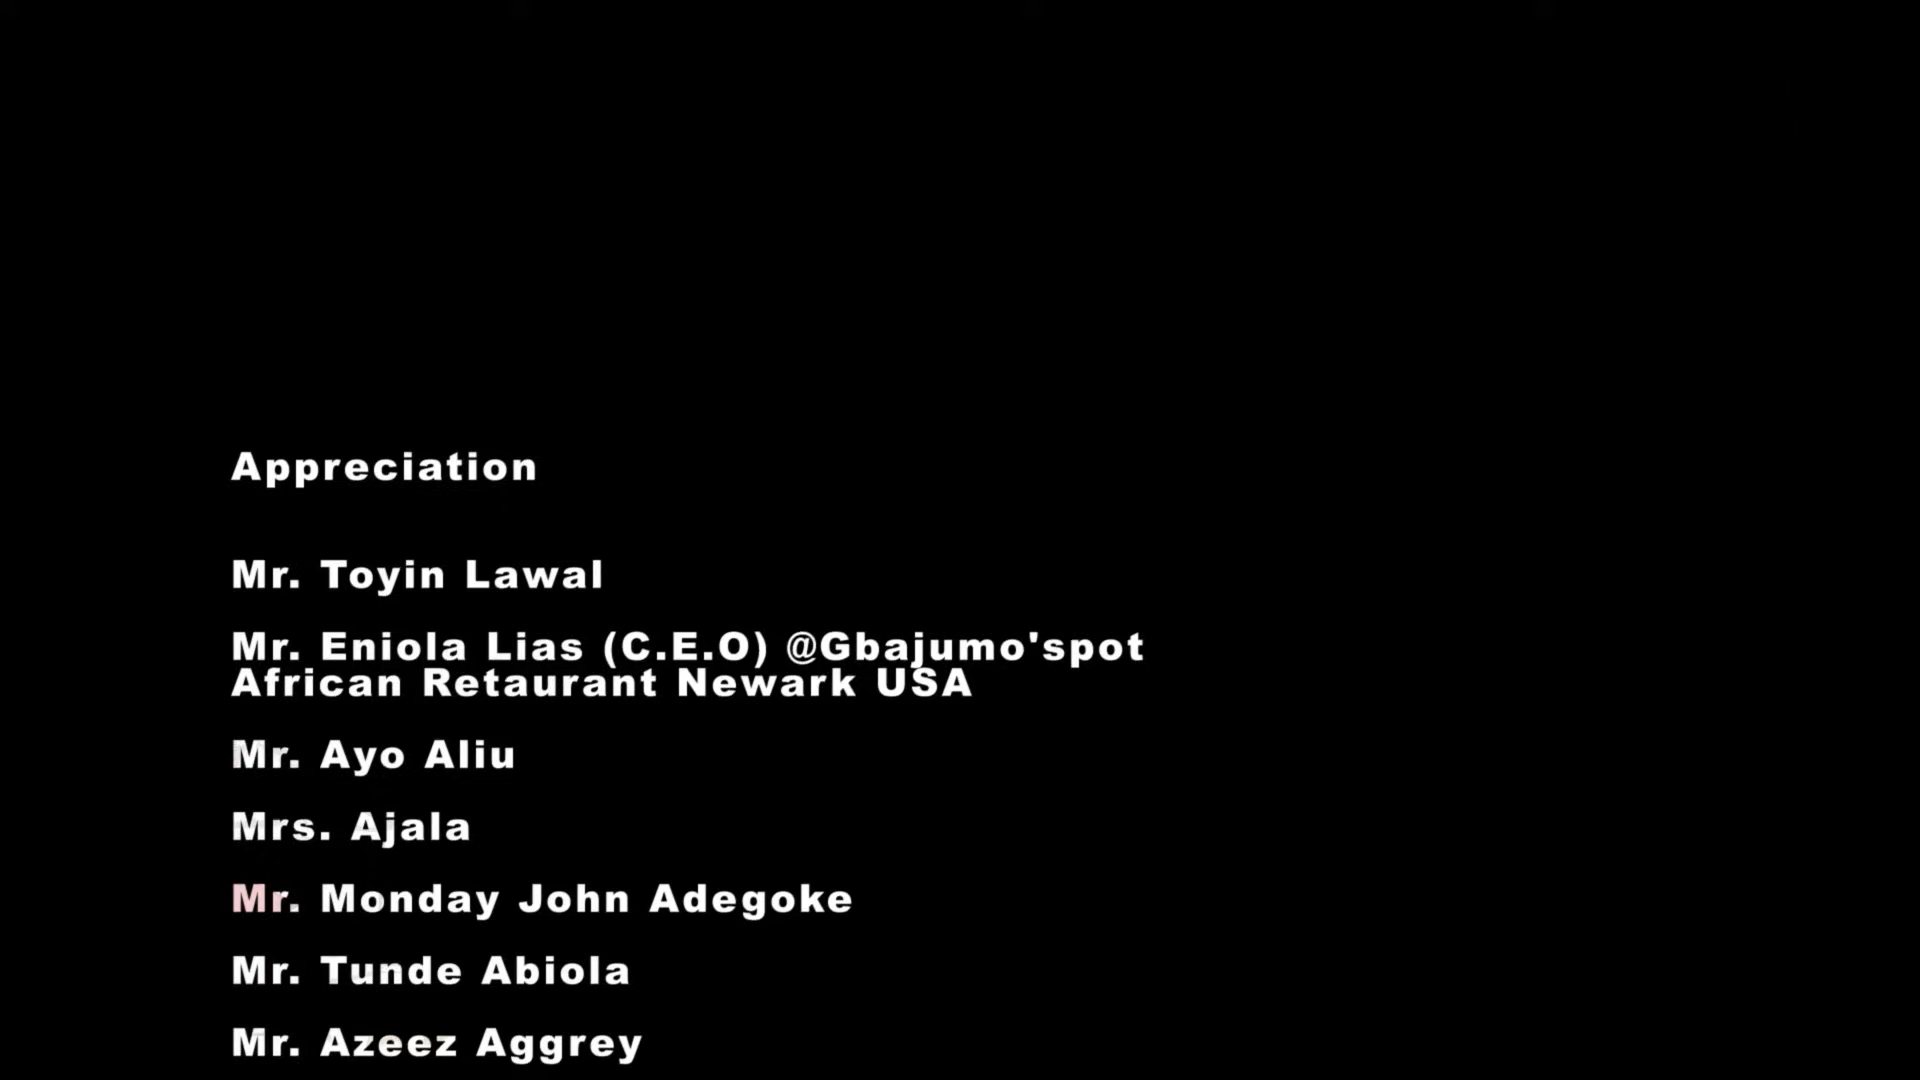 Appreciation
Mr. Toyin Lawal
Mr. Eniola Lias (C.E.O) @Gbajumo'spot
African Retaurant Newark USA
Mr. Ayo Aliu
Mrs. Ajala
Mr. Monday John Adegoke
Mr. Tunde Abiola
Mr. Azeez Aggrey